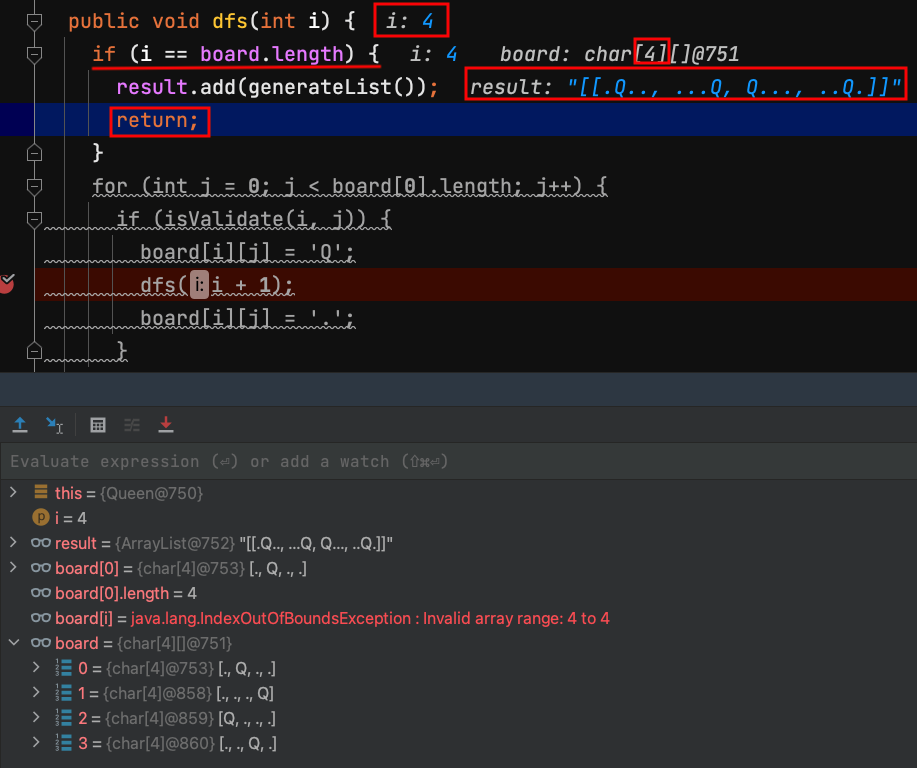 public void dfs(int i) {   i: 4
if (i == board.length) {   i: 4   board: char[4][]@751
result.add(generateList());   result: "[[.Q.., ...Q, Q..., ..Q.]]"
return;
}
for (int j = 0; j < board[0].length; j++) {
if (isValidate(i, j)) {
board[i][j] = 'Q';
dfs( i: i + 1);
board[i][j] = '.';
}
Evaluate expression (⏎) or add a watch (⇧⌘⏎)
this = {Queen@750}
p i = 4
result = {ArrayList@752} "[[.Q.., ...Q, Q..., ..Q.]]"
board[0] = {char[4]@753} [., Q, ., .]
board[0].length = 4
board[i] = java.lang.IndexOutOfBoundsException : Invalid array range: 4 to 4
board = {char[4][]@751}
0 = {char[4]@753} [., Q, ., .]
1 = {char[4]@858} [., ., ., Q]
2 = {char[4]@859} [Q, ., ., .]
3 = {char[4]@860} [., ., Q, .]